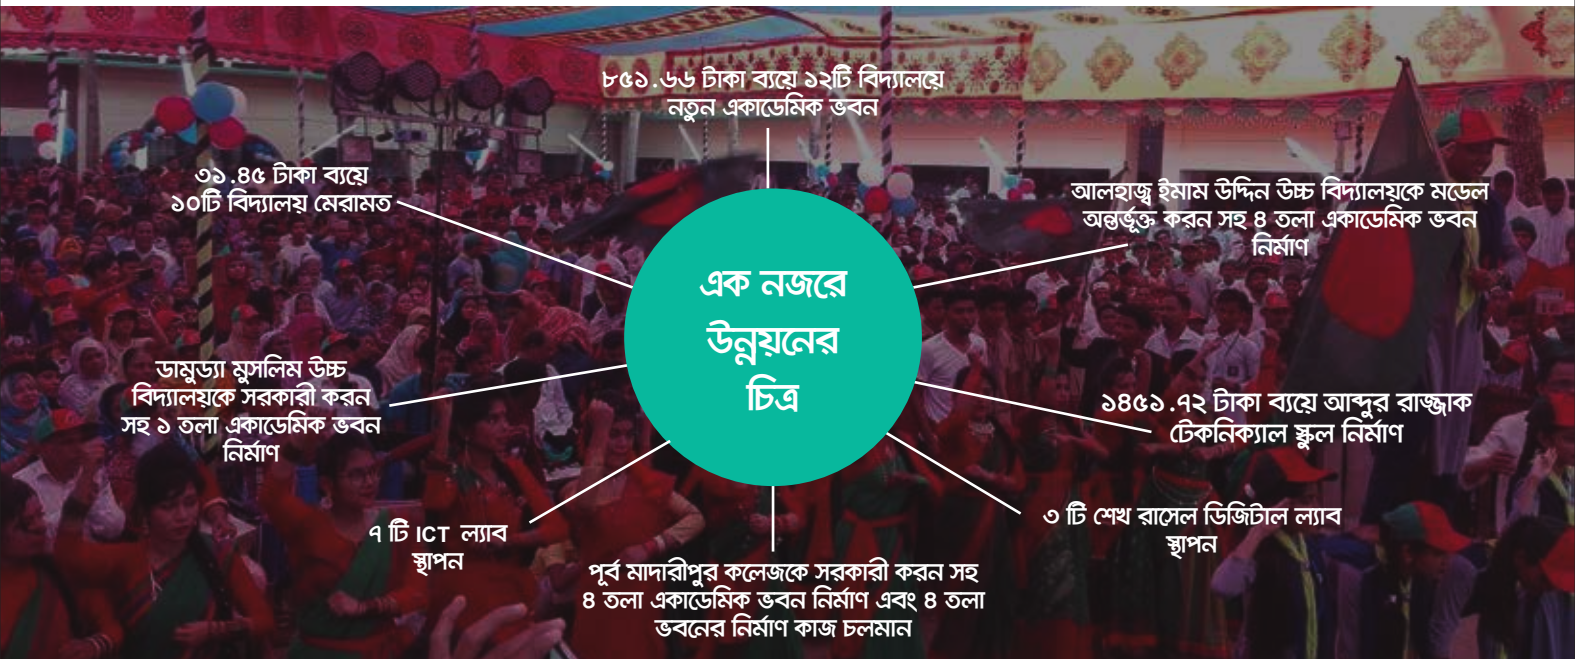 ৮৫১.৬৬ টাকা ব্যয়ে ১২টি বিদ্যালয়ে
নতুন একাডেমিক ভবন
৩১.৪৫ টাকা ব্যয়ে
১০টি বিদ্যালয় মেরামত
আলহাজ্ব ইমাম উদ্দিন উচ্চ বিদ্যালয়কে মডেল
অন্তর্ভূক্ত করন সহ ৪ তলা একাডেমিক ভবন
নির্মাণ
এক নজরে
উন্নয়নের
চিত্র
ডামুড্যা মুসলিম উচ্চ
বিদ্যালয়কে সরকারী করন
সহ ১ তলা একাডেমিক ভবন
নির্মাণ
১৪৫১.৭২ টাকা ব্যয়ে আব্দুর রাজ্জাক
টেকনিক্যাল স্কুল নির্মাণ
৭ টি ICT ল্যাব
স্থাপন
৩ টি শেখ রাসেল ডিজিটাল ল্যাব
স্থাপন
পূর্ব মাদারীপুর কলেজকে সরকারী করন সহ
৪ তলা একাডেমিক ভবন নির্মাণ এবং ৪ তলা
ভবনের নির্মাণ কাজ চলমান